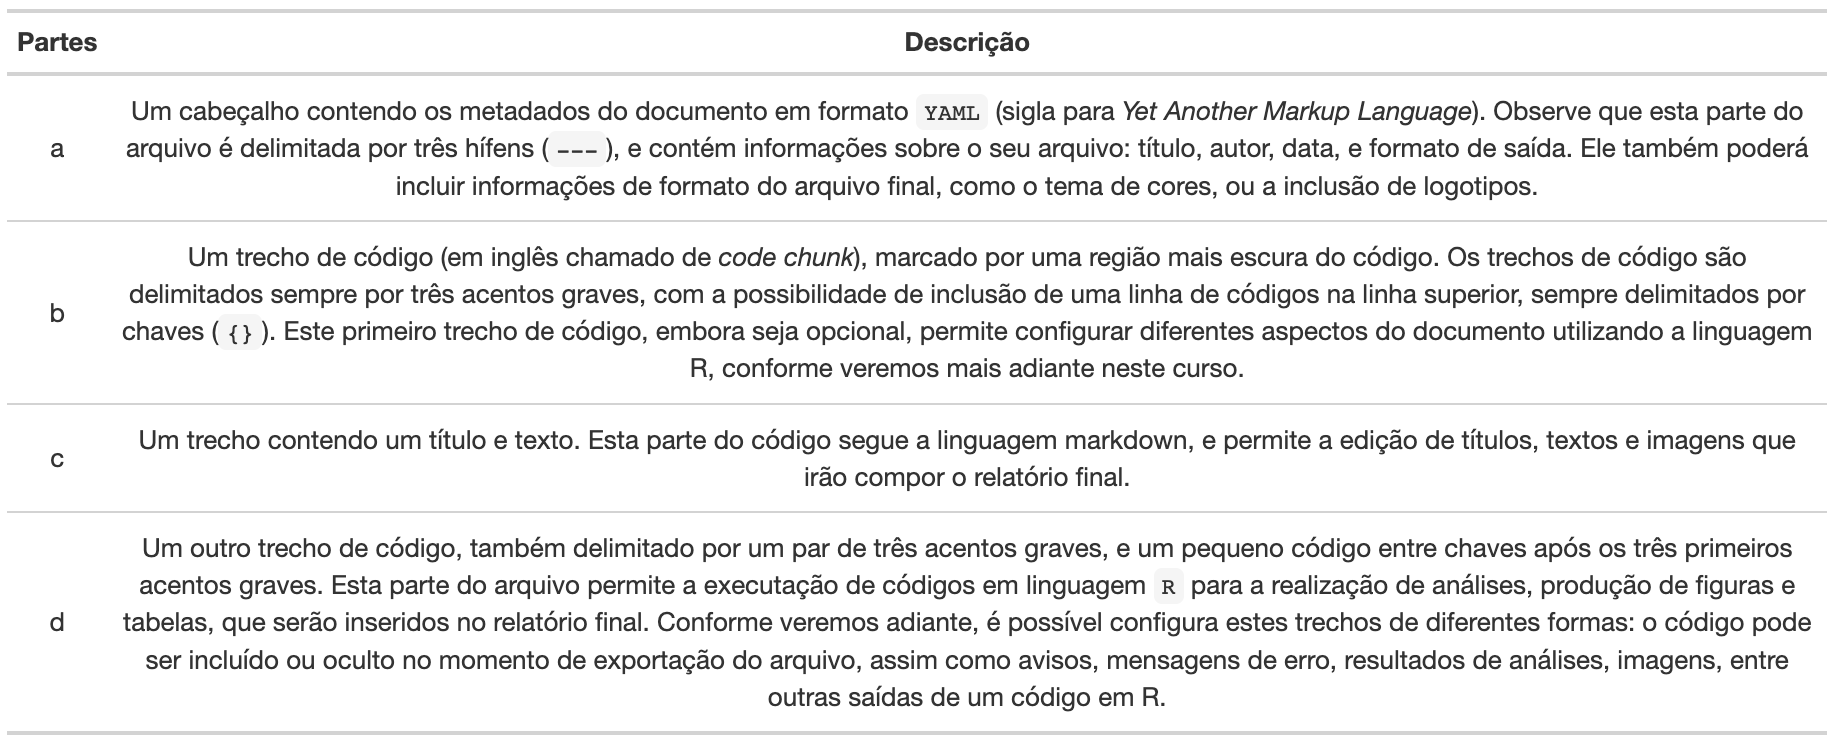 Partes Descrição
Um cabeçalho contendo os metadados do documento em formato YAML (sigla para Yet Another Markup Language). Observe que esta parte do
a arquivo é delimitada por três hífens ( --- ), e contém informações sobre o seu arquivo: título, autor, data, e formato de saída. Ele também poderá
incluir informações de formato do arquivo final, como o tema de cores, ou a inclusão de logotipos.
Um trecho de código (em inglês chamado de code chunk), marcado por uma região mais escura do código. Os trechos de código são
delimitados sempre por três acentos graves, com a possibilidade de inclusão de uma linha de códigos na linha superior, sempre delimitados por
b chaves ( {} ). Este primeiro trecho de código, embora seja opcional, permite configurar diferentes aspectos do documento utilizando a linguagem
R, conforme veremos mais adiante neste curso.
c Um trecho contendo um título e texto. Esta parte do código segue a linguagem markdown, e permite a edição de títulos, textos e imagens que
irão compor o relatório final.
Um outro trecho de código, também delimitado por um par de três acentos graves, e um pequeno código entre chaves após os três primeiros
acentos graves. Esta parte do arquivo permite a executação de códigos em linguagem R para a realização de análises, produção de figuras e
d tabelas, que serão inseridos no relatório final. Conforme veremos adiante, é possível configura estes trechos de diferentes formas: o código pode
ser incluído ou oculto no momento de exportação do arquivo, assim como avisos, mensagens de erro, resultados de análises, imagens, entre
outras saídas de um código em R.